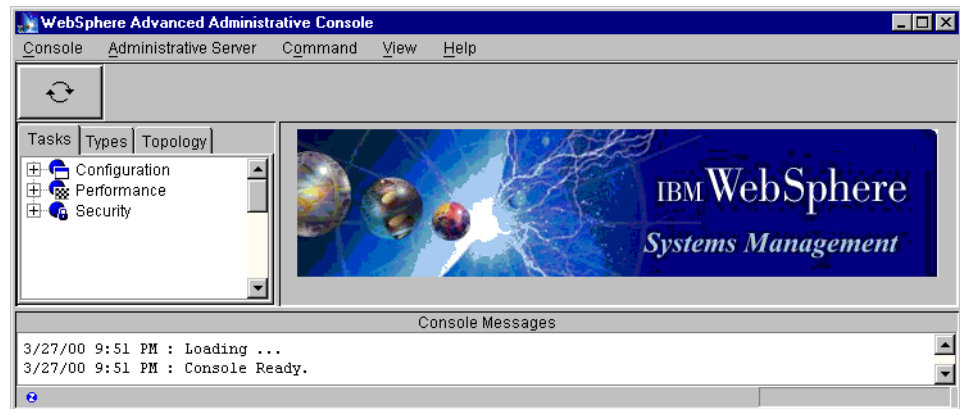 WebSphere Advanced Administrative Console
Console Administrative Server Command View Help
Tasks Types Topology
Configuration
Performance
Security
IBM WebSphere
Systems Management
Console Messages
3/27/00 9:51 PM : Loading ...
3/27/00 9:51 PM : Console Ready.